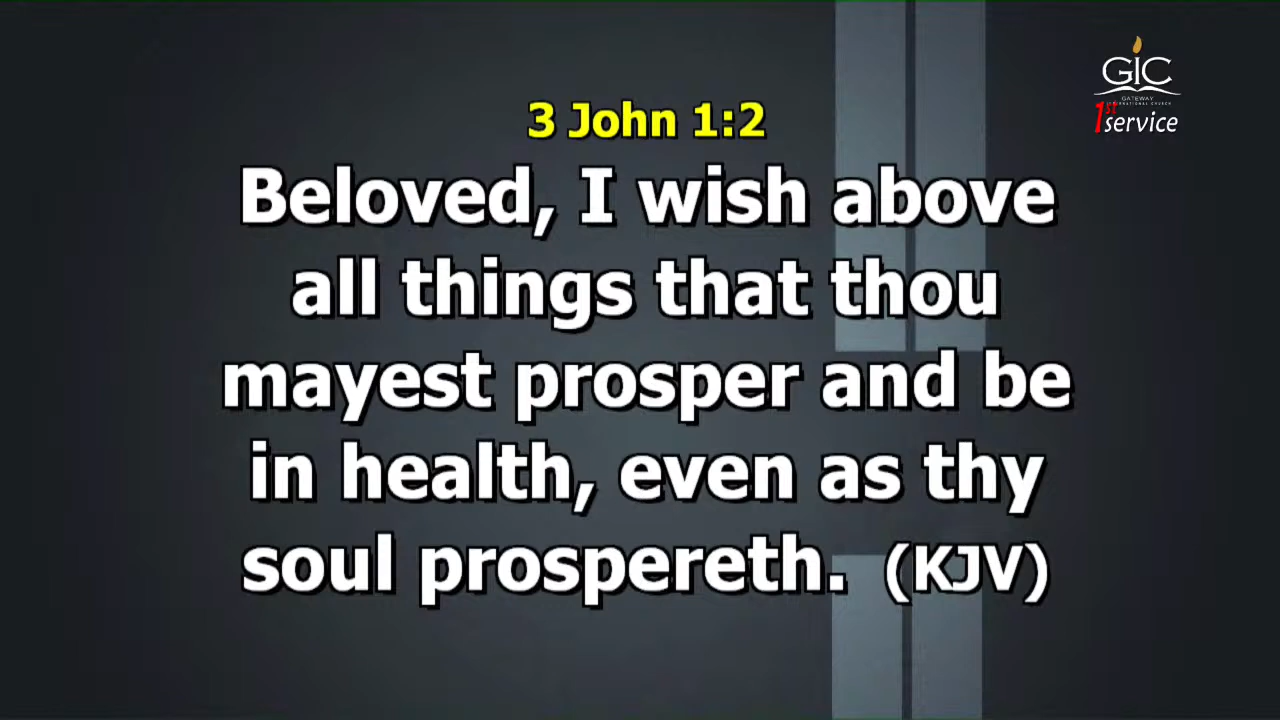 GIC
GATEWAY
INTERNATIONAL CHURCH
1st service
3 John 1:2
Beloved, I wish above
all things that thou
mayest prosper and be
in health, even as thy
soul prospereth. (KJV)